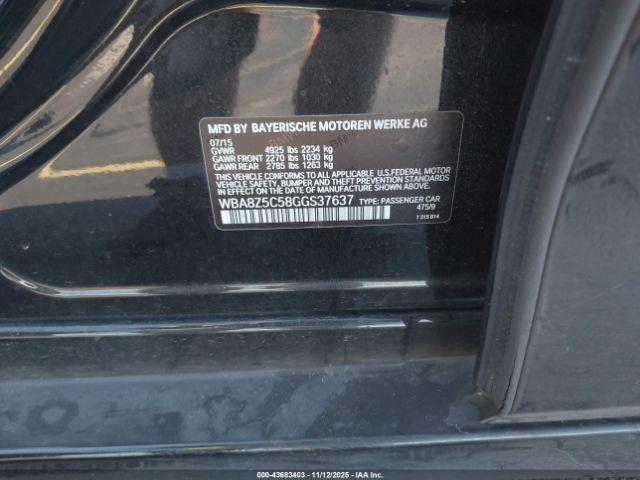 MFD BY BAYERISCHE MOTOREN WERKE AG
07/15
GVWR 4925 lbs 2234 kg
GAWR FRONT 2270 lbs 1030 kg
GAWR REAR 2785 lbs 1263 kg
THIS VEHICLE CONFORMS TO ALL APPLICABLE U.S. FEDERAL MOTOR
VEHICLE SAFETY, BUMPER, AND THEFT PREVENTION STANDARDS
IN EFFECT ON THE DATE OF MANUFACTURE SHOWN ABOVE.
WBA8Z5C58GGS37637 TYPE: PASSENGER CAR
475/9
7 315 814
000-43683403 - 11/12/2025 - IAA Inc.